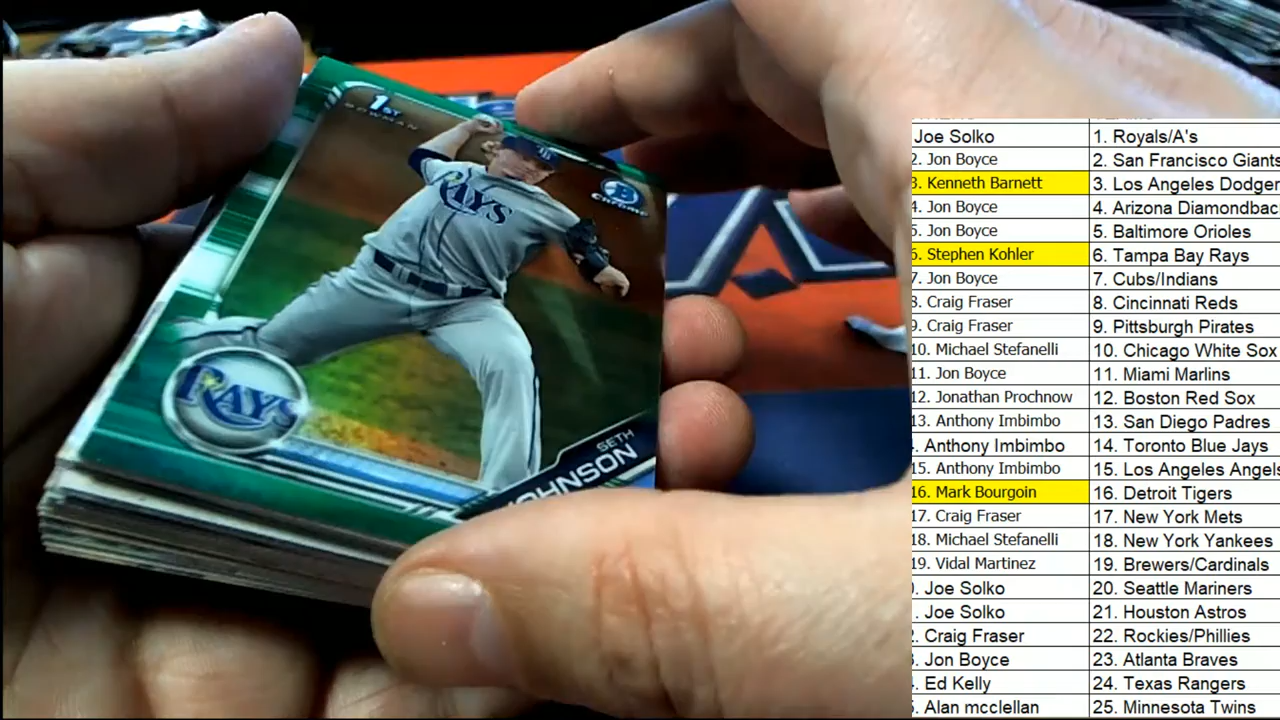 1ST
BOWMAN
CHROME
RAYS
RAYS
SETH
JOHNSON
Joe Solko 1. Royals/A's
2. Jon Boyce 2. San Francisco Giants
3. Kenneth Barnett 3. Los Angeles Dodger
4. Jon Boyce 4. Arizona Diamondbac
5. Jon Boyce 5. Baltimore Orioles
6. Stephen Kohler 6. Tampa Bay Rays
7. Jon Boyce 7. Cubs/Indians
8. Craig Fraser 8. Cincinnati Reds
9. Craig Fraser 9. Pittsburgh Pirates
10. Michael Stefanelli 10. Chicago White Sox
11. Jon Boyce 11. Miami Marlins
12. Jonathan Prochnow 12. Boston Red Sox
13. Anthony Imbimbo 13. San Diego Padres
. Anthony Imbimbo 14. Toronto Blue Jays
15. Anthony Imbimbo 15. Los Angeles Angels
16. Mark Bourgoin 16. Detroit Tigers
17. Craig Fraser 17. New York Mets
18. Michael Stefanelli 18. New York Yankees
19. Vidal Martinez 19. Brewers/Cardinals
. Joe Solko 20. Seattle Mariners
. Joe Solko 21. Houston Astros
. Craig Fraser 22. Rockies/Phillies
. Jon Boyce 23. Atlanta Braves
. Ed Kelly 24. Texas Rangers
. Alan mcclellan 25. Minnesota Twins